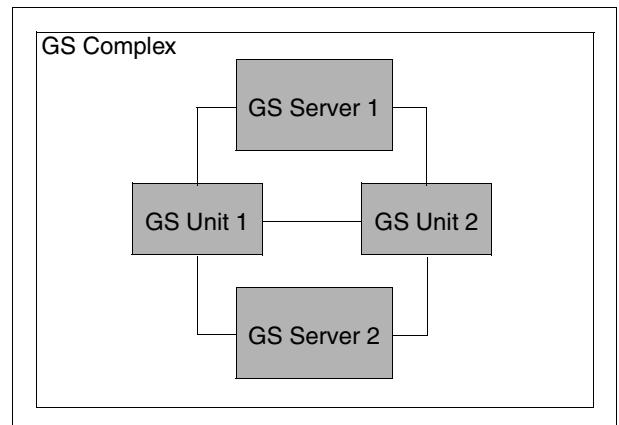 GS Complex
GS Server 1
GS Unit 1
GS Unit 2
GS Server 2